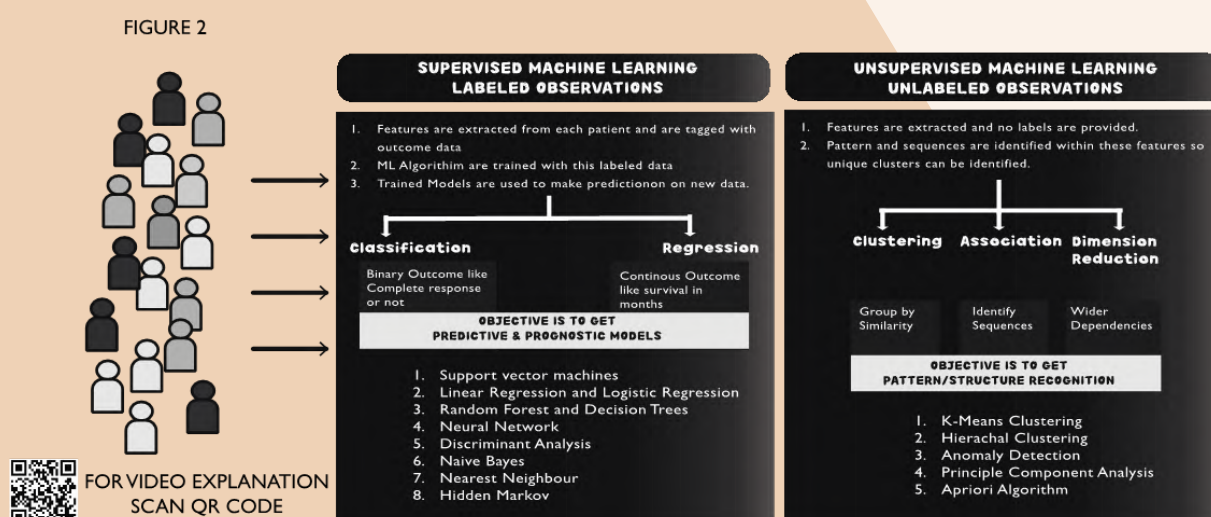 FIGURE 2
SUPERVISED MACHINE LEARNING
LABELED OBSERVATIONS
1. Features are extracted from each patient and are tagged with
outcome data
2. ML Algorithim are trained with this labeled data
3. Trained Models are used to make predictionon on new data.
Classification
Regression
Binary Outcome like
Complete response
or not
Continous Outcome
like survival in
months
OBJECTIVE IS TO GET
PREDICTIVE & PROGNOSTIC MODELS
1. Support vector machines
2. Linear Regression and Logistic Regression
3. Random Forest and Decision Trees
4. Neural Network
5. Discriminant Analysis
6. Naive Bayes
7. Nearest Neighbour
8. Hidden Markov
UNSUPERVISED MACHINE LEARNING
UNLABELED OBSERVATIONS
1. Features are extracted and no labels are provided.
2. Pattern and sequences are identified within these features so
unique clusters can be identified.
Clustering
Association
Dimension
Reduction
Group by
Similarity
Identify
Sequences
Wider
Dependencies
OBJECTIVE IS TO GET
PATTERN/STRUCTURE RECOGNITION
1. K-Means Clustering
2. Hierachal Clustering
3. Anomaly Detection
4. Principle Component Analysis
5. Apriori Algorithm
FOR VIDEO EXPLANATION
SCAN QR CODE